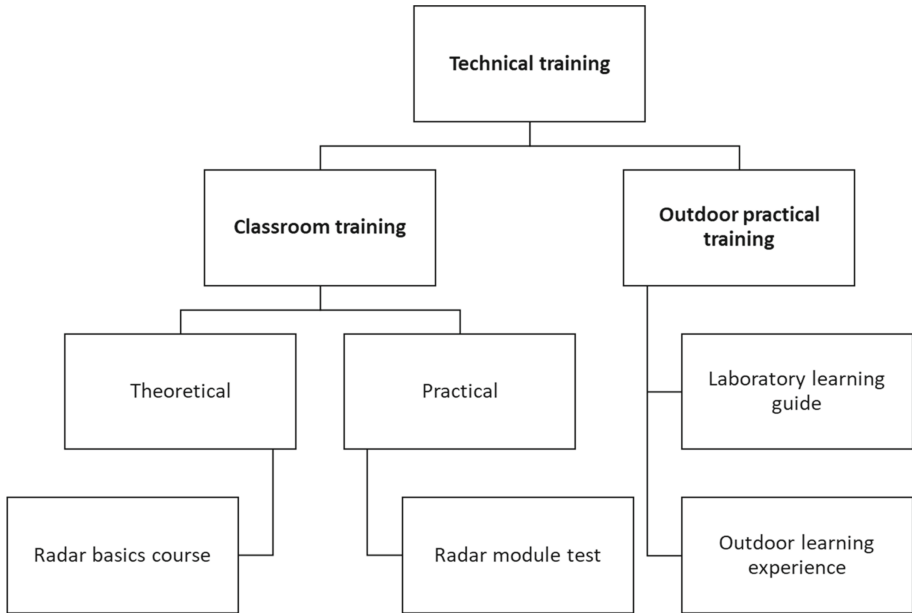 Technical training
Classroom training
Outdoor practical
training
Theoretical
Practical
Laboratory learning
guide
Radar basics course
Radar module test
Outdoor learning
experience